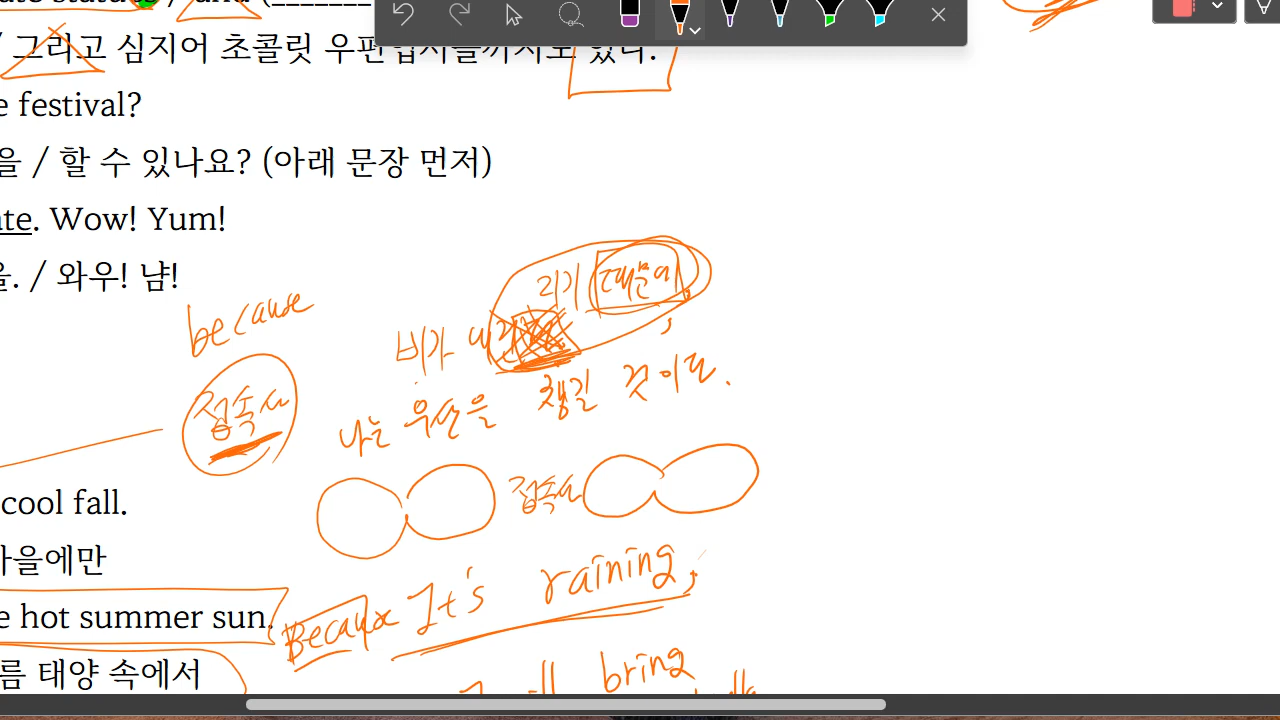 / 그리고 심지어 초콜릿 우편엽서들까지도 있다.
e festival?
을 / 할 수 있나요? (아래 문장 먼저)
ate. Wow! Yum!
을. / 와우! 냠!
because
리기 때문에,
비가 내
접속사
나는 우산을 챙길 것이다.
접속사
cool fall.
가을에만
Because It's raining,
e hot summer sun.
bring
름 태양 속에서